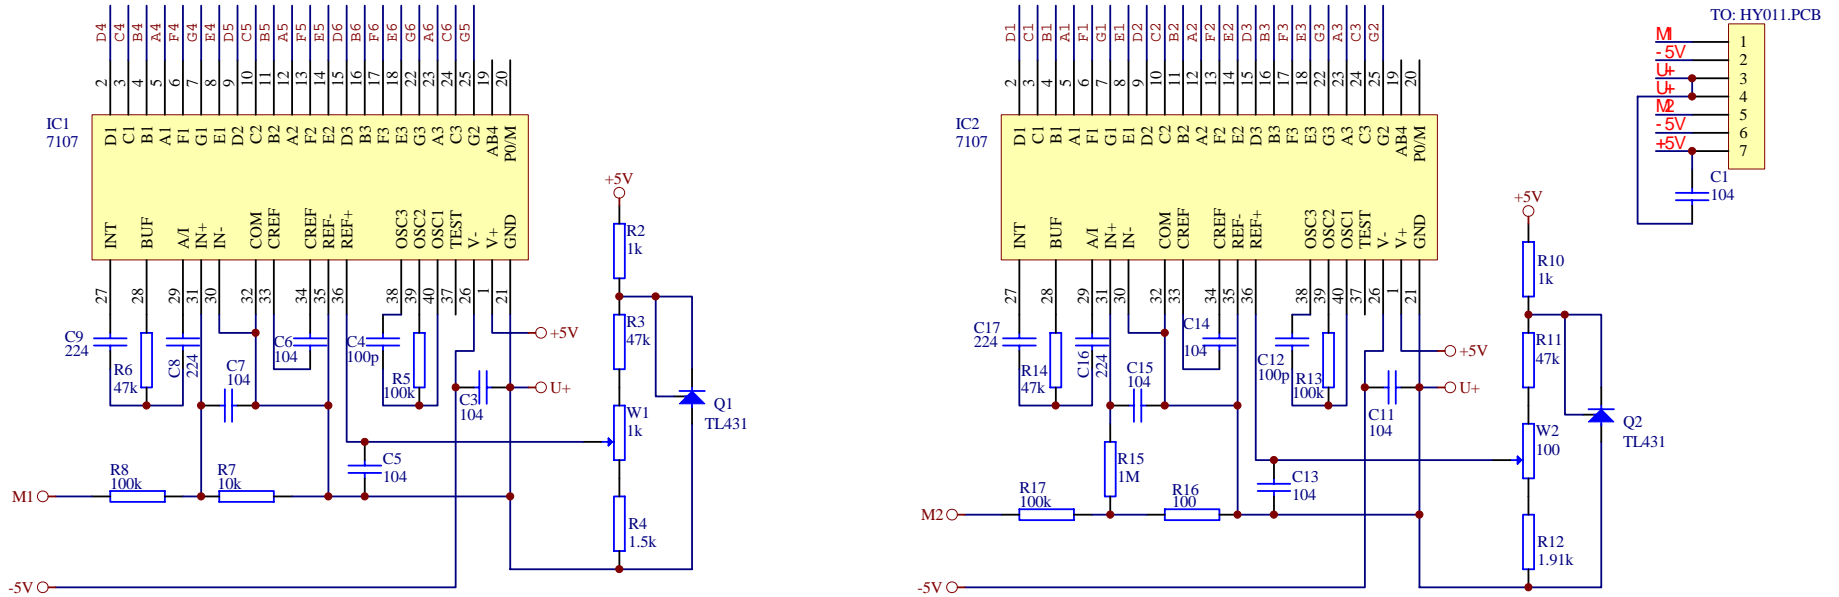 D4 C4 B4 A4 F4 G4 E4 D5 C5 B5 A5 F5 E5 D6 B6 F6 E6 G6 A6 C6 G5
2 3 4 5 6 7 8 9 10 11 12 13 14 15 16 17 18 22 23 24 25 19 20
IC1
7107
D1 C1 B1 A1 F1 G1 E1 D2 C2 B2 A2 F2 E2 D3 B3 F3 E3 G3 A3 C3 G2 AB4 P0/M
INT BUF A/I IN+ IN- COM CREF CREF REF- REF+ OSC3 OSC2 OSC1 TEST V- V+ GND
27 28 29 31 30 32 33 34 35 36 38 39 40 37 26 1 21
+5V
R2
1k
R3
47k
W1
1k
R4
1.5k
Q1
TL431
+5V
U+
C9
224
R6
47k
C8
224
C7
104
C6
104
C4
100p
R5
100k
C3
104
C5
104
R8
100k
R7
10k
M1
-5V
D1 C1 B1 A1 F1 G1 E1 D2 C2 B2 A2 F2 E2 D3 B3 F3 E3 G3 A3 C3 G2
2 3 4 5 6 7 8 9 10 11 12 13 14 15 16 17 18 22 23 24 25 19 20
IC2
7107
D1 C1 B1 A1 F1 G1 E1 D2 C2 B2 A2 F2 E2 D3 B3 F3 E3 G3 A3 C3 G2 AB4 P0/M
INT BUF A/I IN+ IN- COM CREF CREF REF- REF+ OSC3 OSC2 OSC1 TEST V- V+ GND
27 28 29 31 30 32 33 34 35 36 38 39 40 37 26 1 21
+5V
R10
1k
R11
47k
W2
100
R12
1.91k
Q2
TL431
+5V
U+
C17
224
R14
47k
C16
224
C15
104
C14
104
C12
100p
R13
100k
C11
104
C13
104
R15
1M
R17
100k
R16
100
M2
-5V
TO: HY011.PCB
M1 1
-5V 2
U+ 3
U+ 4
M2 5
-5V 6
+5V 7
C1
104